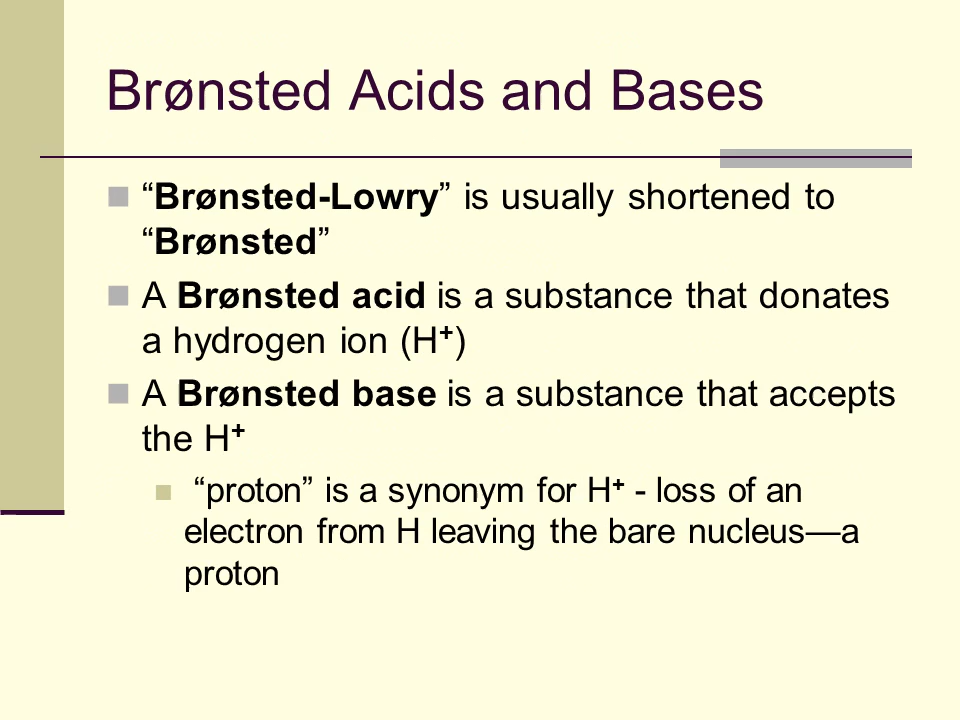 Brønsted Acids and Bases
“Brønsted-Lowry” is usually shortened to
“Brønsted”
A Brønsted acid is a substance that donates
a hydrogen ion (H⁺)
A Brønsted base is a substance that accepts
the H⁺
“proton” is a synonym for H⁺ - loss of an
electron from H leaving the bare nucleus—a
proton